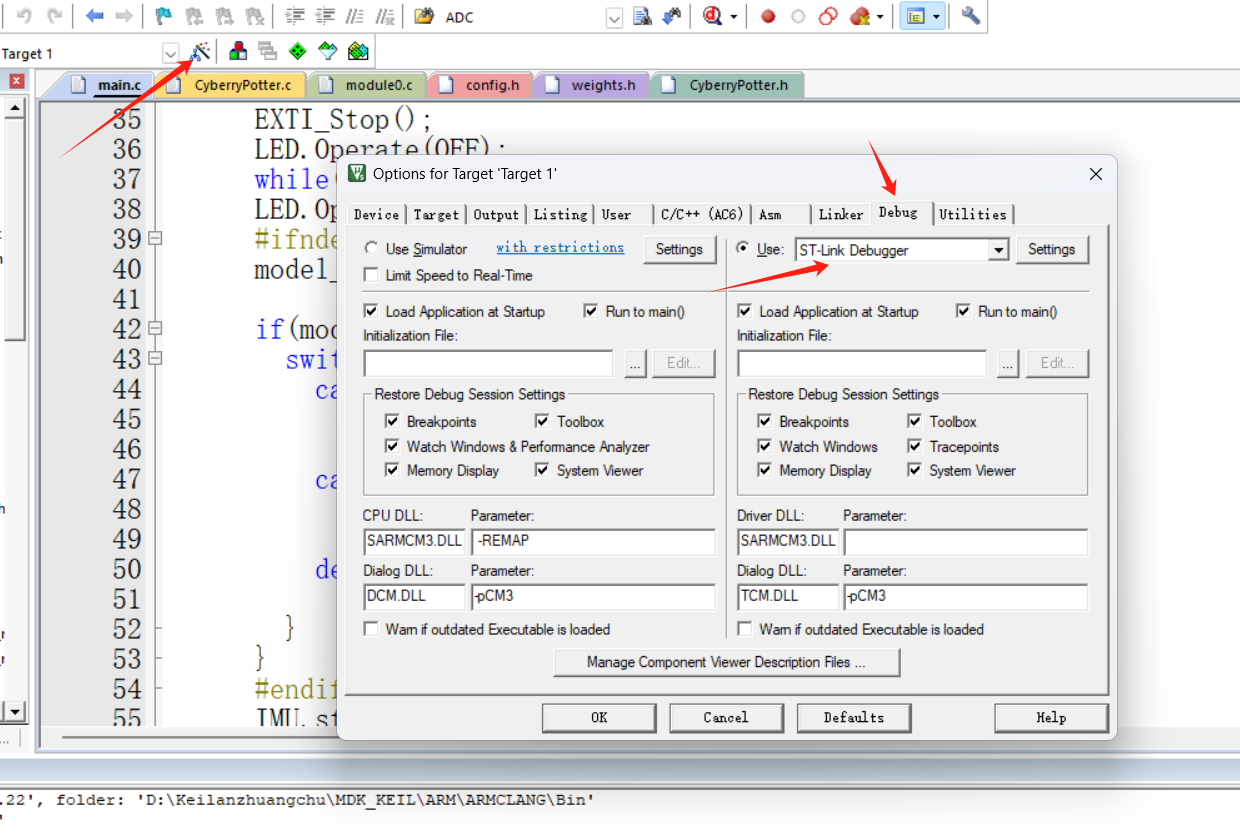 ADC
Target 1
main.c CyberryPotter.c module0.c config.h weights.h CyberryPotter.h
35 EXTI_Stop();
36 LED.Operate(OFF);
37 while
38 LED.Op
39 #ifnde
40 model_
41
42 if(mod
43 swit
44 ca
45
46
47 ca
48
49
50 de
51
52 }
53 }
54 #endif
55 IMU.st
Options for Target 'Target 1'
Device Target Output Listing User C/C++ (AC6) Asm Linker Debug Utilities
Use Simulator with restrictions Settings
Limit Speed to Real-Time
Load Application at Startup Run to main()
Initialization File:
... Edit...
Restore Debug Session Settings
Breakpoints Toolbox
Watch Windows & Performance Analyzer
Memory Display System Viewer
CPU DLL: Parameter:
SARMCM3.DLL -REMAP
Dialog DLL: Parameter:
DCM.DLL -pCM3
Warn if outdated Executable is loaded
Use: ST-Link Debugger Settings
Load Application at Startup Run to main()
Initialization File:
... Edit...
Restore Debug Session Settings
Breakpoints Toolbox
Watch Windows Tracepoints
Memory Display System Viewer
Driver DLL: Parameter:
SARMCM3.DLL
Dialog DLL: Parameter:
TCM.DLL -pCM3
Warn if outdated Executable is loaded
Manage Component Viewer Description Files ...
OK Cancel Defaults Help
.22', folder: 'D:\Keilanzhuangchu\MDK_KEIL\ARM\ARMCLANG\Bin'